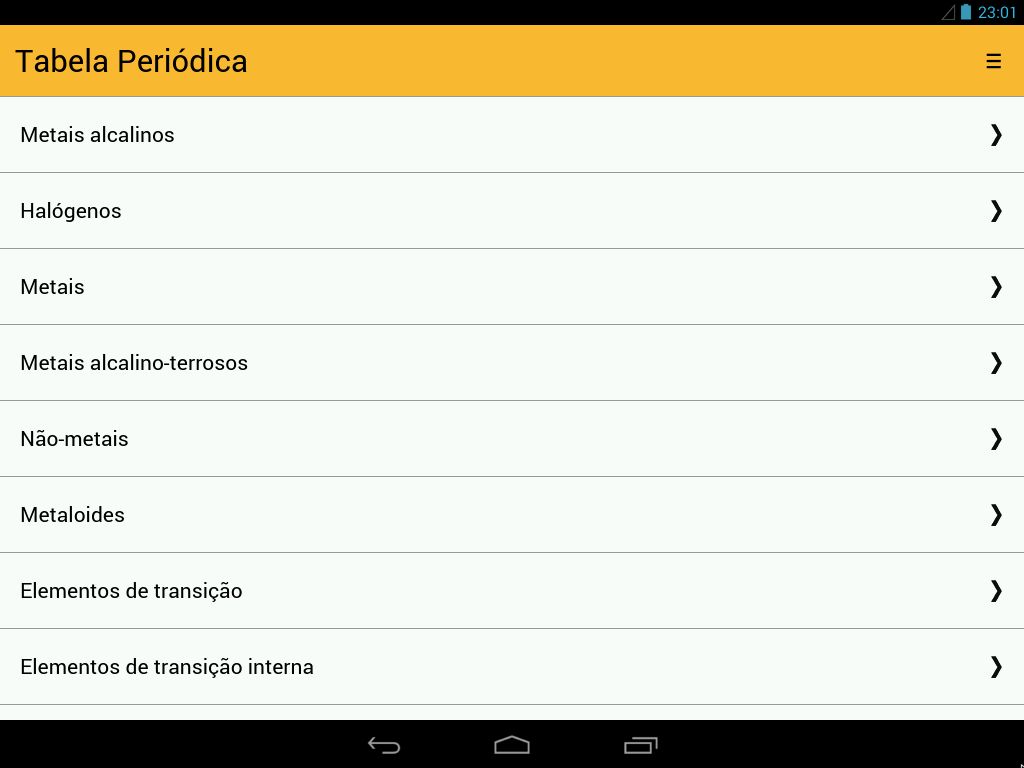 23:01
Tabela Periódica
Metais alcalinos
Halógenos
Metais
Metais alcalino-terrosos
Não-metais
Metaloides
Elementos de transição
Elementos de transição interna